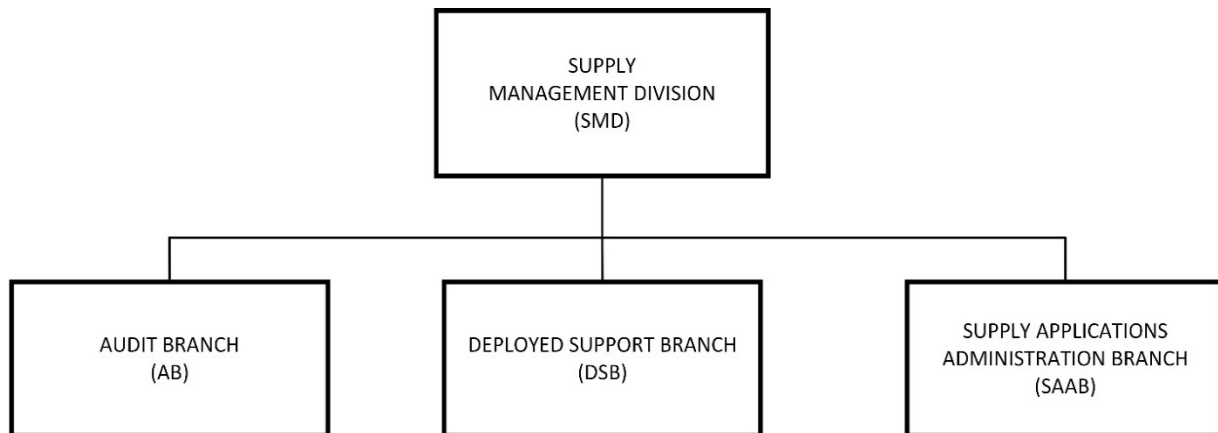 SUPPLY
MANAGEMENT DIVISION
(SMD)
AUDIT BRANCH
(AB)
DEPLOYED SUPPORT BRANCH
(DSB)
SUPPLY APPLICATIONS
ADMINISTRATION BRANCH
(SAAB)